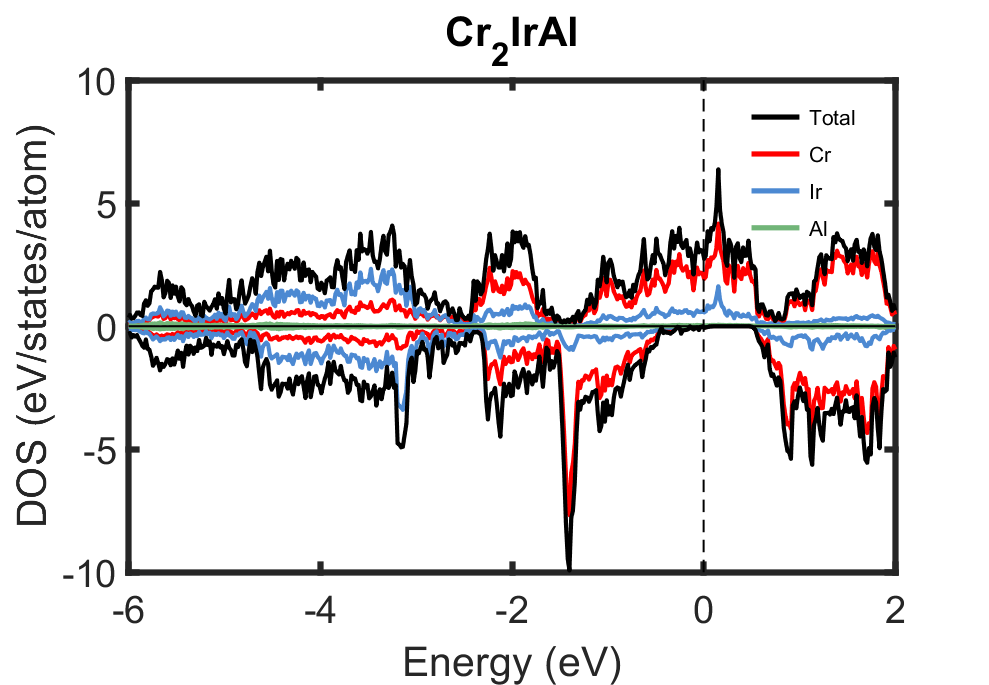 Cr2IrAl
10
5
0
-5
-10
DOS (eV/states/atom)
Total
Cr
Ir
Al
-6 -4 -2 0 2
Energy (eV)